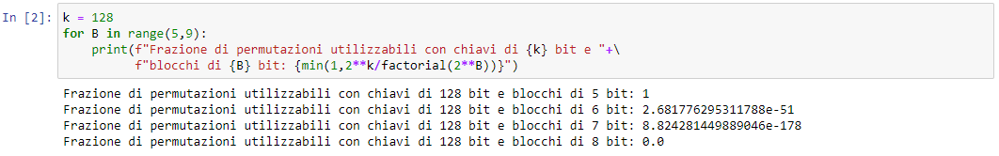 In [2]: k = 128
for B in range(5,9):
    print(f"Frazione di permutazioni utilizzabili con chiavi di {k} bit e "+\
          f"blocchi di {B} bit: {min(1,2**k/factorial(2**B))}")
Frazione di permutazioni utilizzabili con chiavi di 128 bit e blocchi di 5 bit: 1
Frazione di permutazioni utilizzabili con chiavi di 128 bit e blocchi di 6 bit: 2.681776295311788e-51
Frazione di permutazioni utilizzabili con chiavi di 128 bit e blocchi di 7 bit: 8.824281449889046e-178
Frazione di permutazioni utilizzabili con chiavi di 128 bit e blocchi di 8 bit: 0.0